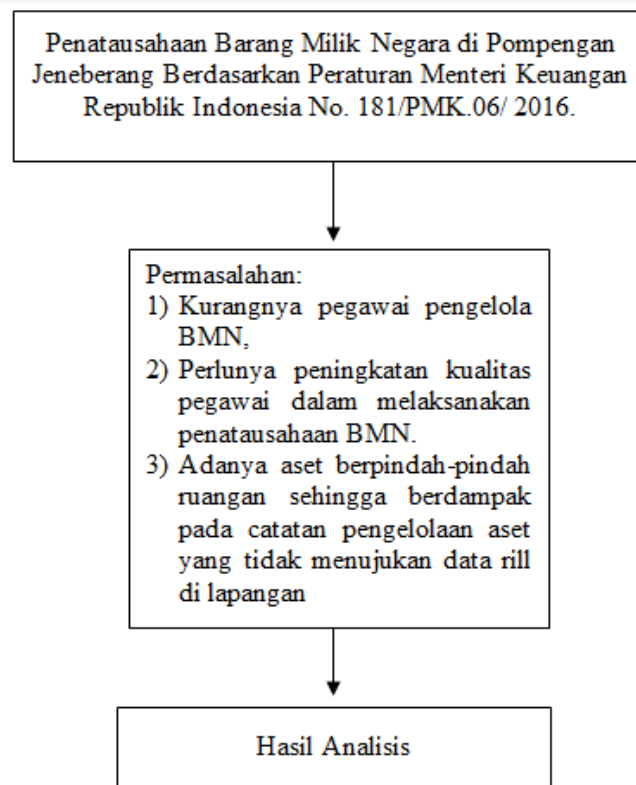 Penatausahaan Barang Milik Negara di Pompengan
Jeneberang Berdasarkan Peraturan Menteri Keuangan
Republik Indonesia No. 181/PMK.06/ 2016.
Permasalahan:
1) Kurangnya pegawai pengelola
BMN,
2) Perlunya peningkatan kualitas
pegawai dalam melaksanakan
penatausahaan BMN.
3) Adanya aset berpindah-pindah
ruangan sehingga berdampak
pada catatan pengelolaan aset
yang tidak menujukan data rill
di lapangan
Hasil Analisis